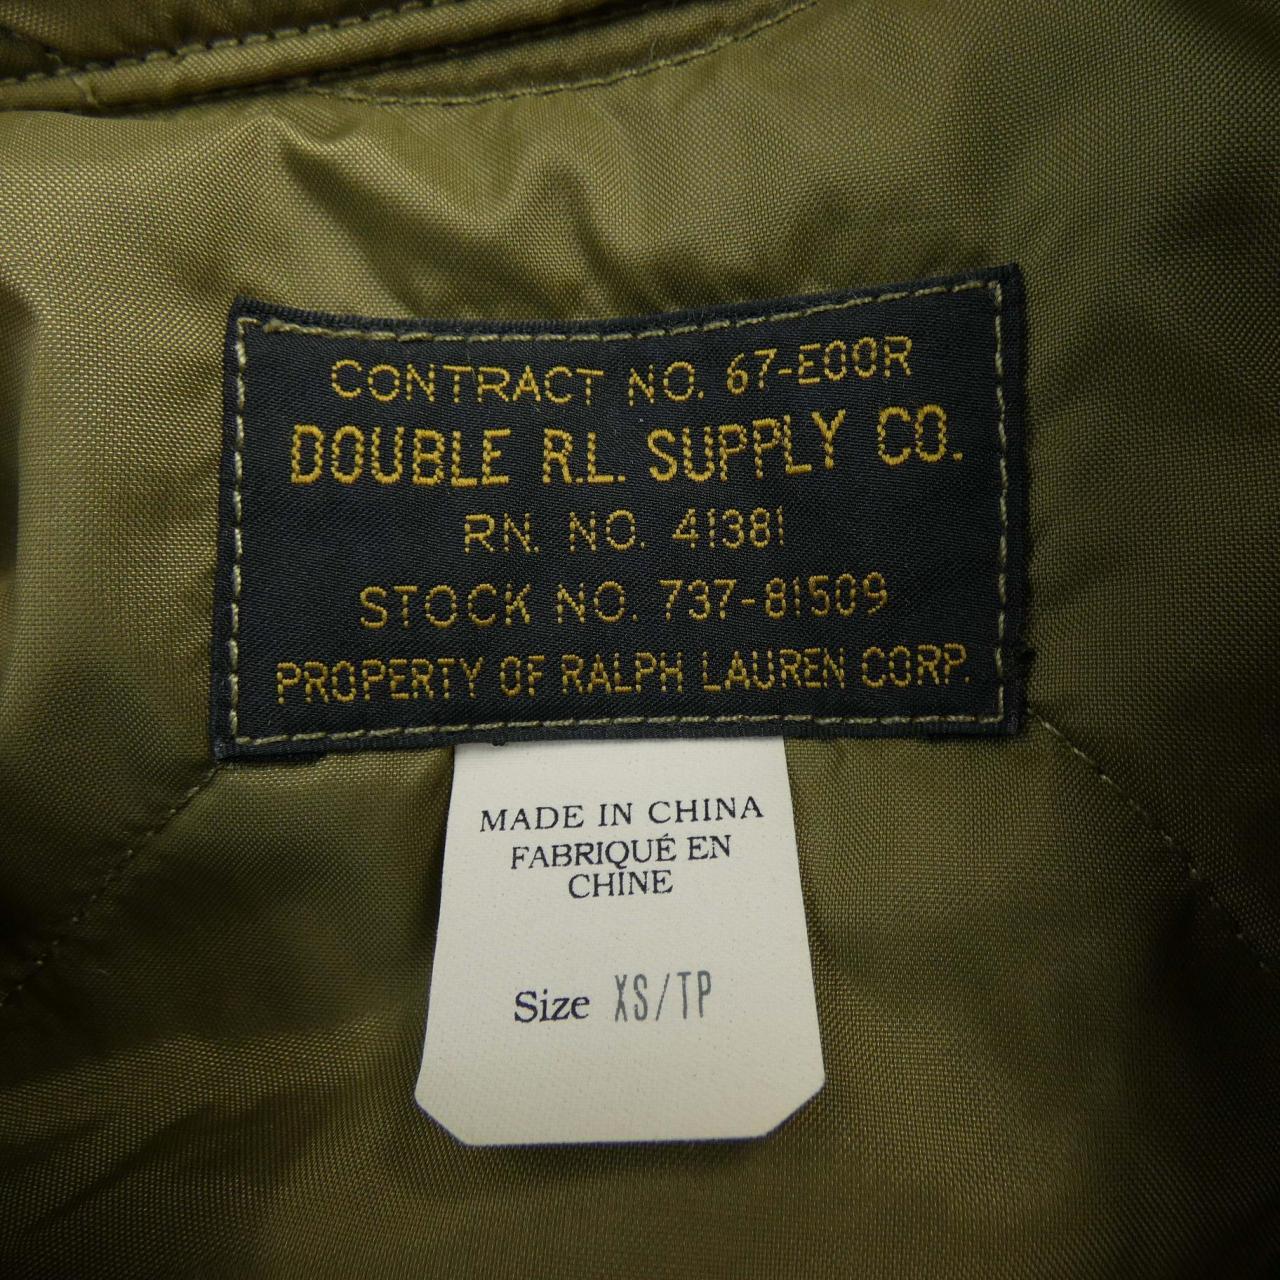 CONTRACT NO. 67-E00R
DOUBLE R.L. SUPPLY CO.
RN. NO. 41381
STOCK NO. 737-81509
PROPERTY OF RALPH LAUREN CORP.
MADE IN CHINA
FABRIQUÉ EN
CHINE
Size XS/TP